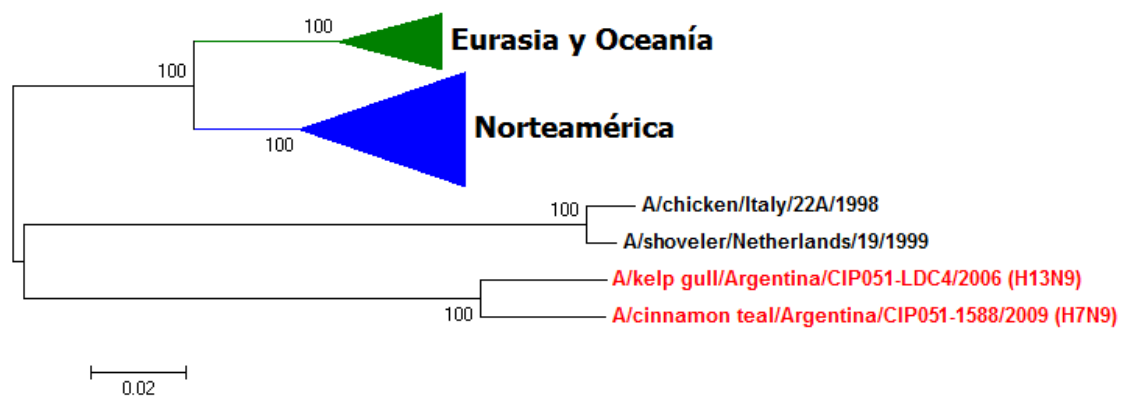 100
Eurasia y Oceanía
100
Norteamérica
100
A/chicken/Italy/22A/1998
100
A/shoveler/Netherlands/19/1999
A/kelp gull/Argentina/CIP051-LDC4/2006 (H13N9)
100
A/cinnamon teal/Argentina/CIP051-1588/2009 (H7N9)
0.02